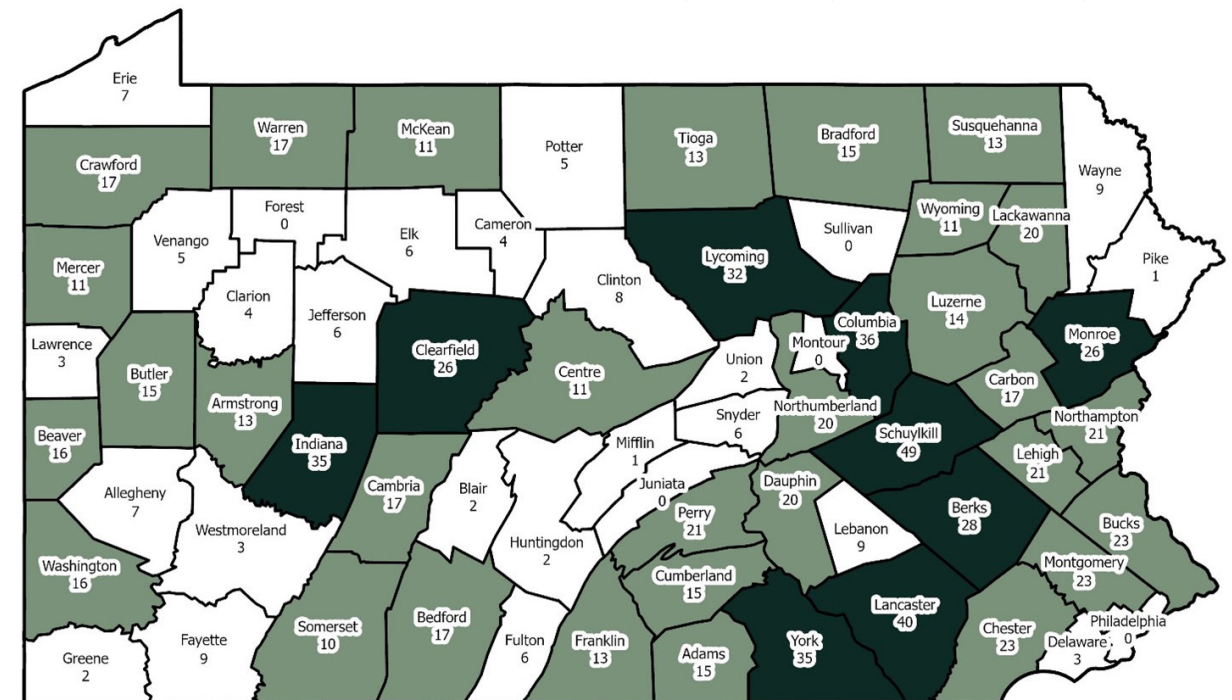 Erie
7
Warren
17
McKean
11
Potter
5
Tioga
13
Bradford
15
Susquehanna
13
Wayne
9
Crawford
17
Forest
0
Venango
5
Elk
6
Cameron
4
Sullivan
0
Wyoming
11
Lackawanna
20
Pike
1
Mercer
11
Clarion
4
Jefferson
6
Clinton
8
Lycoming
32
Columbia
36
Luzerne
14
Monroe
26
Lawrence
3
Butler
15
Clearfield
26
Centre
11
Union
2
Montour
0
Carbon
17
Armstrong
13
Indiana
35
Snyder
6
Northumberland
20
Schuylkill
49
Northampton
21
Beaver
16
Allegheny
7
Westmoreland
3
Cambria
17
Blair
2
Mifflin
1
Juniata
0
Huntingdon
2
Perry
21
Dauphin
20
Lebanon
9
Berks
28
Lehigh
21
Bucks
23
Montgomery
23
Washington
16
Cumberland
15
Lancaster
40
Philadelphia
0
Greene
2
Fayette
9
Somerset
10
Bedford
17
Fulton
6
Franklin
13
Adams
15
York
35
Chester
23
Delaware
3